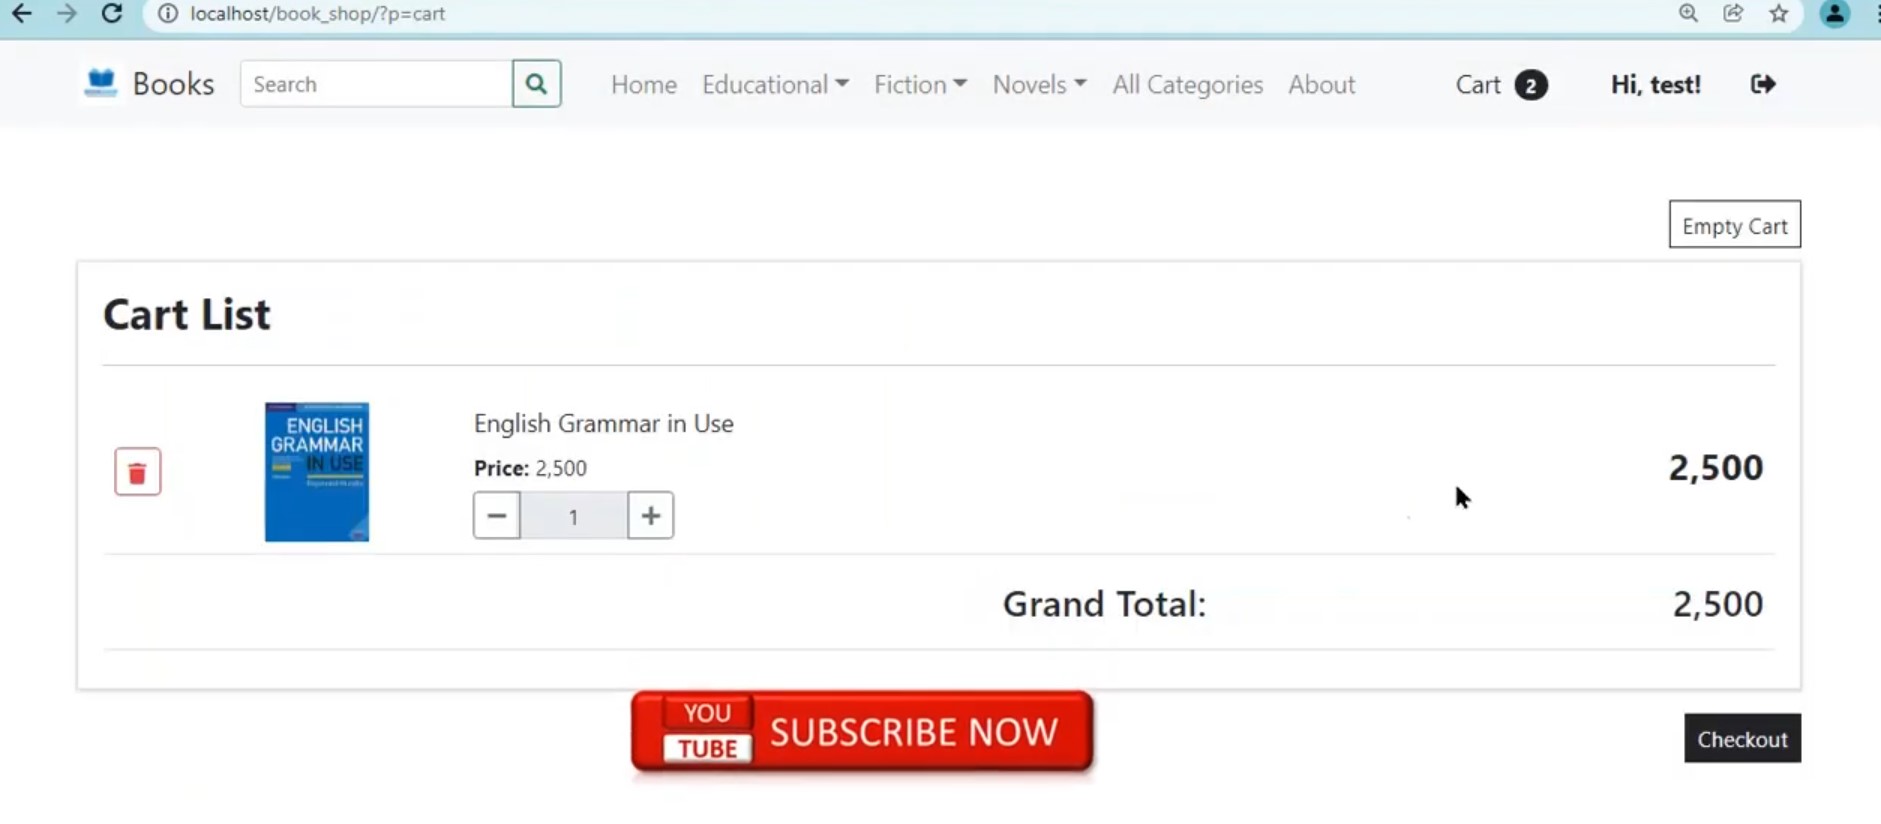 localhost/book_shop/?p=cart
Books Search Home Educational Fiction Novels All Categories About Cart 2 Hi, test!
Empty Cart
Cart List
ENGLISH
GRAMMAR
IN USE
English Grammar in Use
Price: 2,500
1
2,500
Grand Total: 2,500
YOU
TUBE
SUBSCRIBE NOW
Checkout